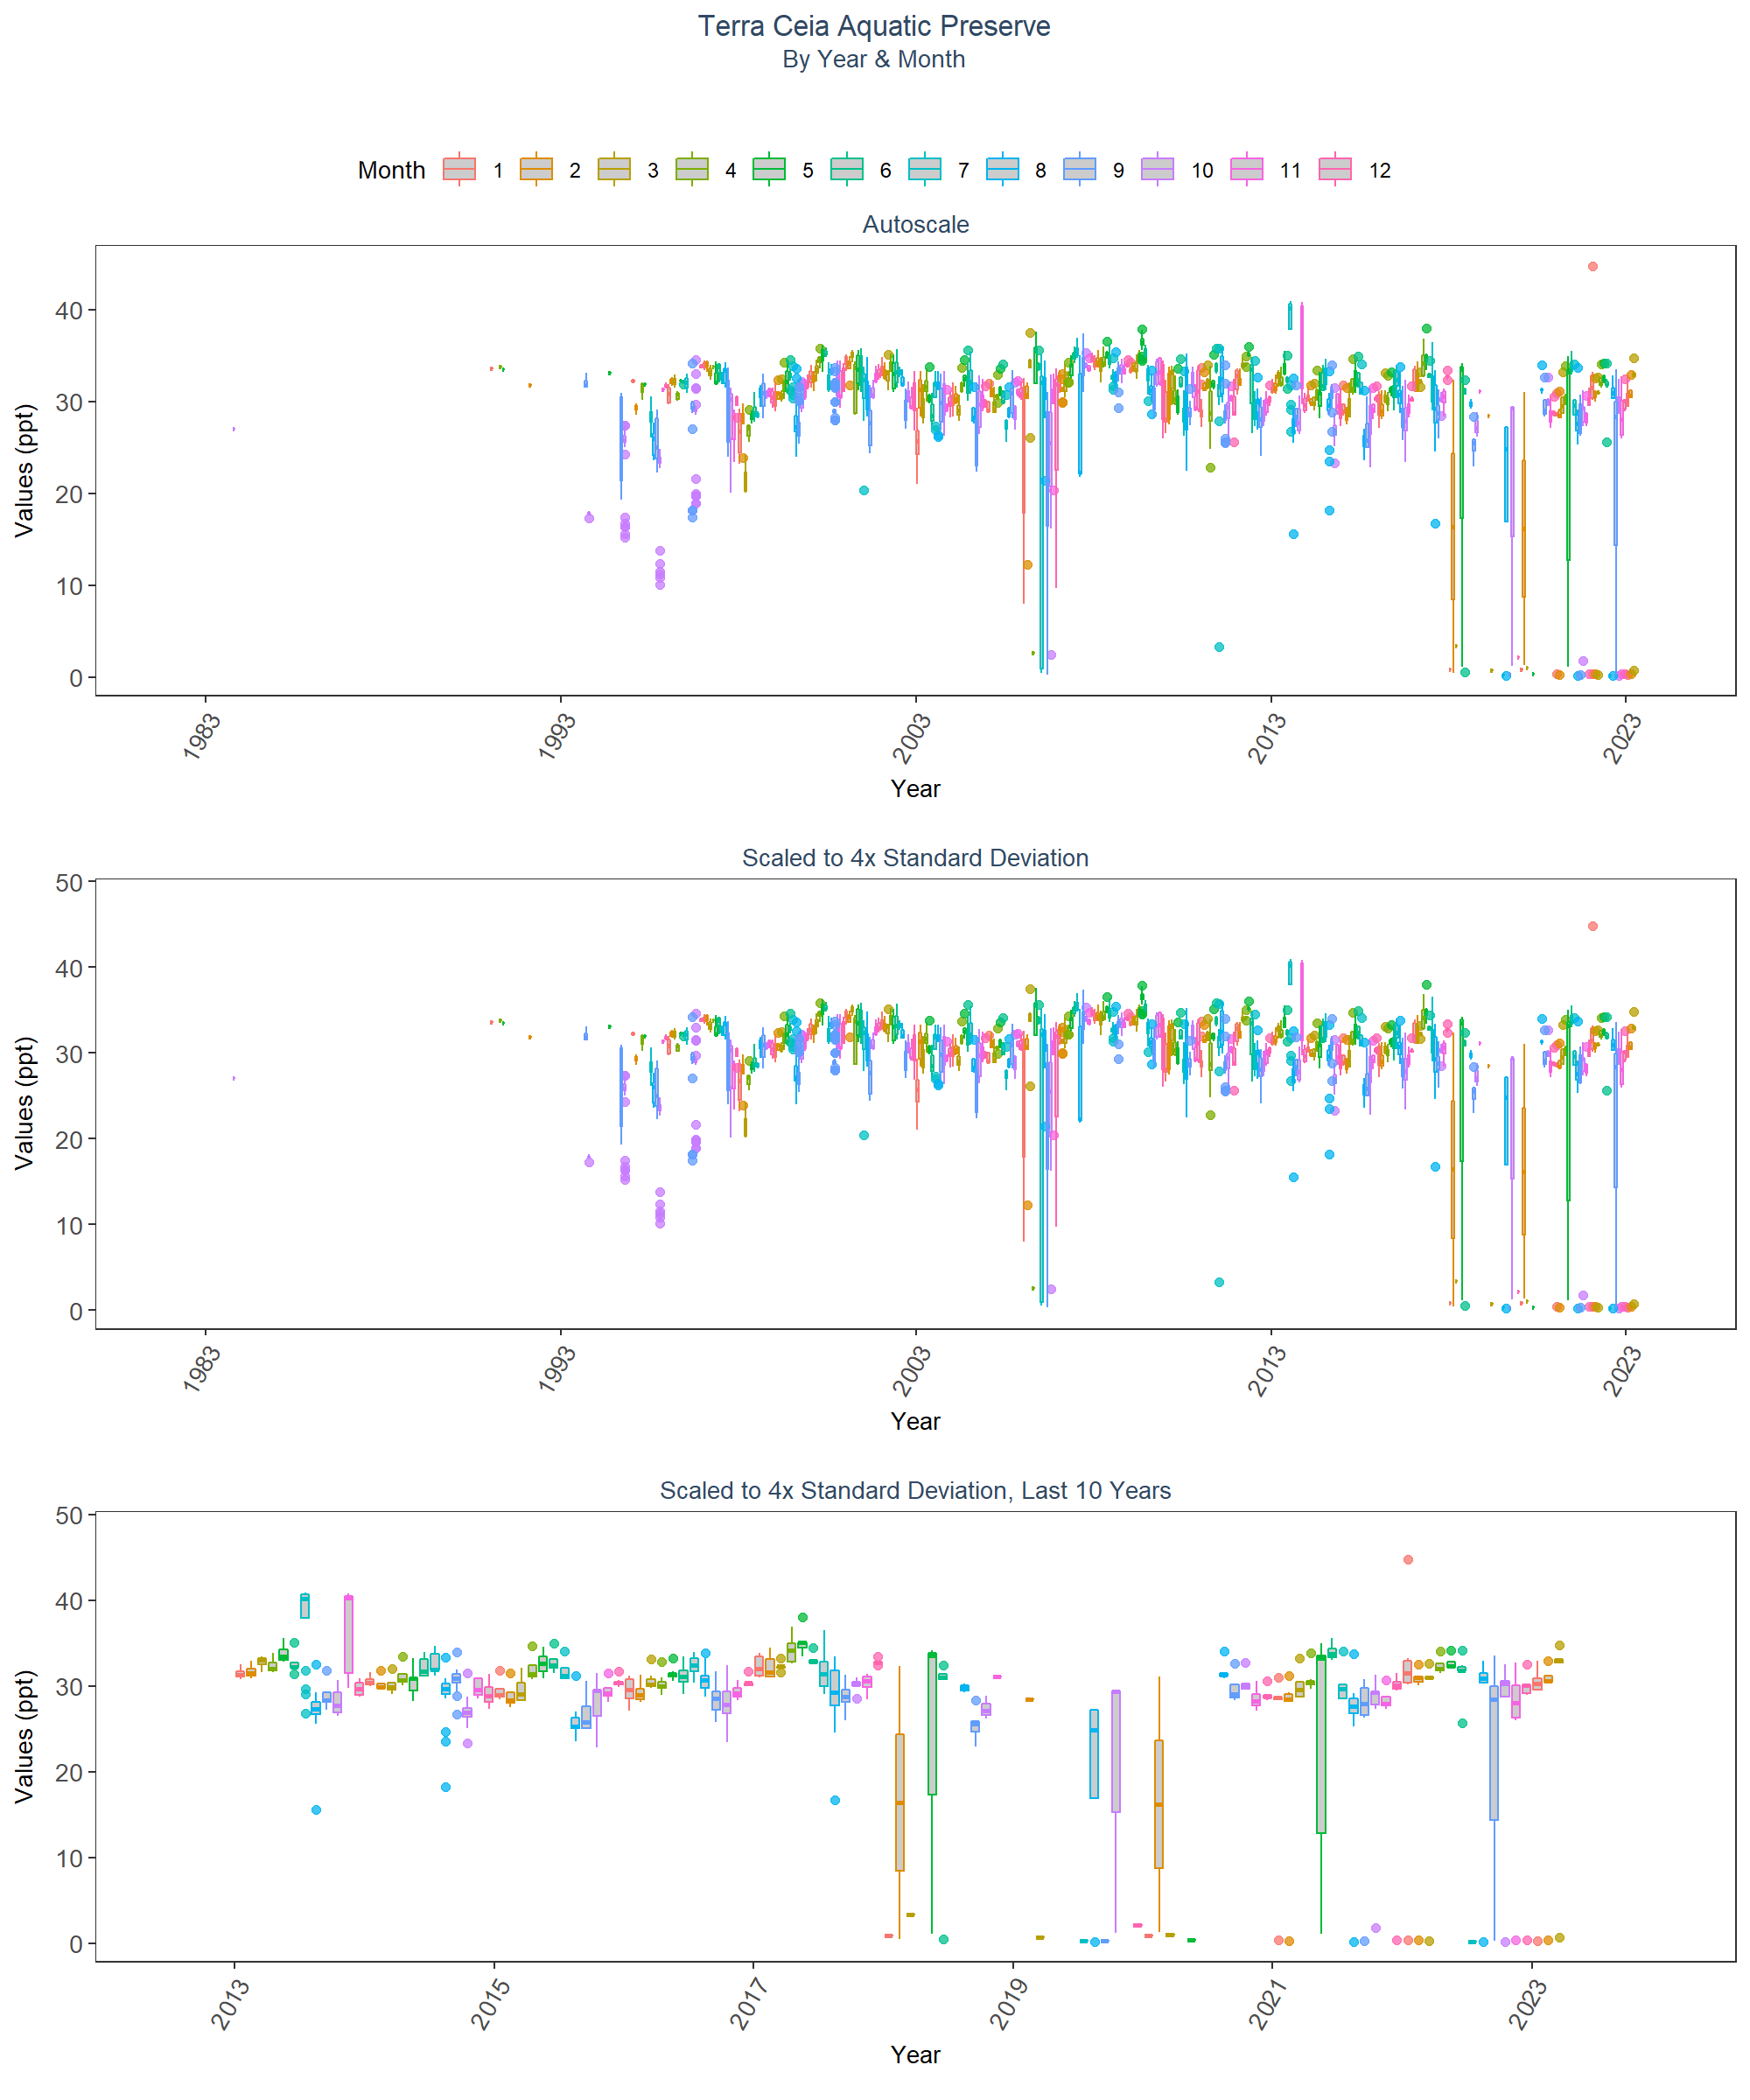 Terra Ceia Aquatic Preserve
By Year & Month
Month 1 2 3 4 5 6 7 8 9 10 11 12
Autoscale
Values (ppt)
40
30
20
10
0
1983 1993 2003 2013 2023
Year
Scaled to 4x Standard Deviation
Values (ppt)
50
40
30
20
10
0
1983 1993 2003 2013 2023
Year
Scaled to 4x Standard Deviation, Last 10 Years
Values (ppt)
50
40
30
20
10
0
2013 2015 2017 2019 2021 2023
Year